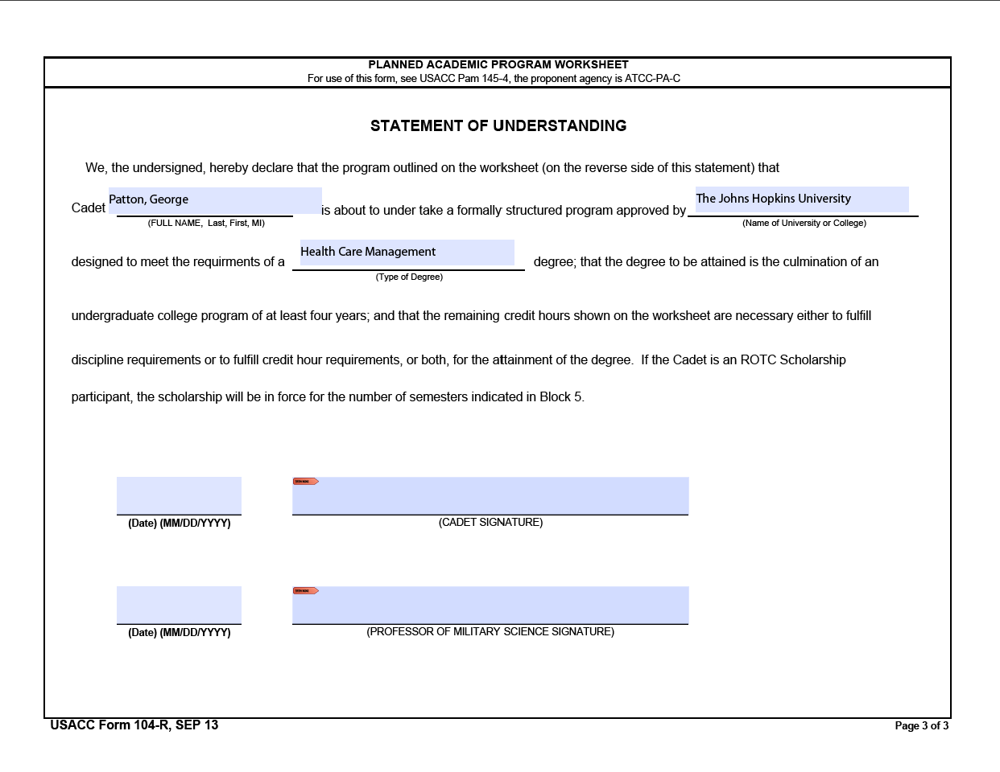 PLANNED ACADEMIC PROGRAM WORKSHEET
For use of this form, see USACC Pam 145-4, the proponent agency is ATCC-PA-C
STATEMENT OF UNDERSTANDING
We, the undersigned, hereby declare that the program outlined on the worksheet (on the reverse side of this statement) that
Cadet Patton, George is about to under take a formally structured program approved by The Johns Hopkins University
(FULL NAME, Last, First, MI) (Name of University or College)
designed to meet the requirments of a Health Care Management degree; that the degree to be attained is the culmination of an
(Type of Degree)
undergraduate college program of at least four years; and that the remaining credit hours shown on the worksheet are necessary either to fulfill
discipline requirements or to fulfill credit hour requirements, or both, for the attainment of the degree. If the Cadet is an ROTC Scholarship
participant, the scholarship will be in force for the number of semesters indicated in Block 5.
(Date) (MM/DD/YYYY) (CADET SIGNATURE)
(Date) (MM/DD/YYYY) (PROFESSOR OF MILITARY SCIENCE SIGNATURE)
USACC Form 104-R, SEP 13 Page 3 of 3